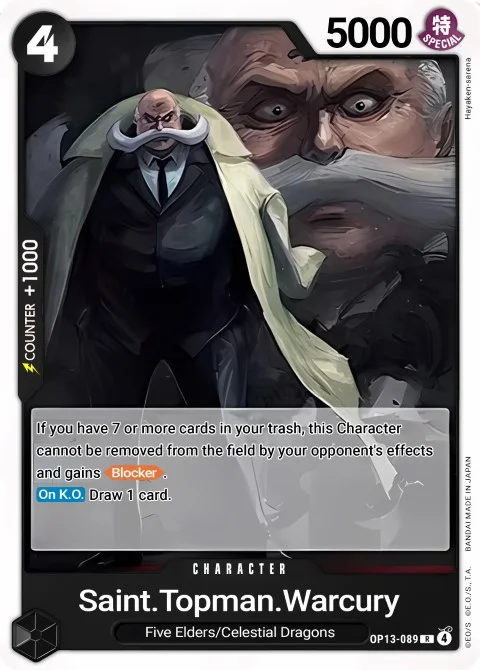 4
5000
特
SPECIAL
Hayaken-sarena
COUNTER +1000
If you have 7 or more cards in your trash, this Character
cannot be removed from the field by your opponent's effects
and gains Blocker .
On K.O. Draw 1 card.
CHARACTER
Saint.Topman.Warcury
Five Elders/Celestial Dragons
OP13-089 R 4
©EO/S ©E.O./S.,T.A. BANDAI MADE IN JAPAN